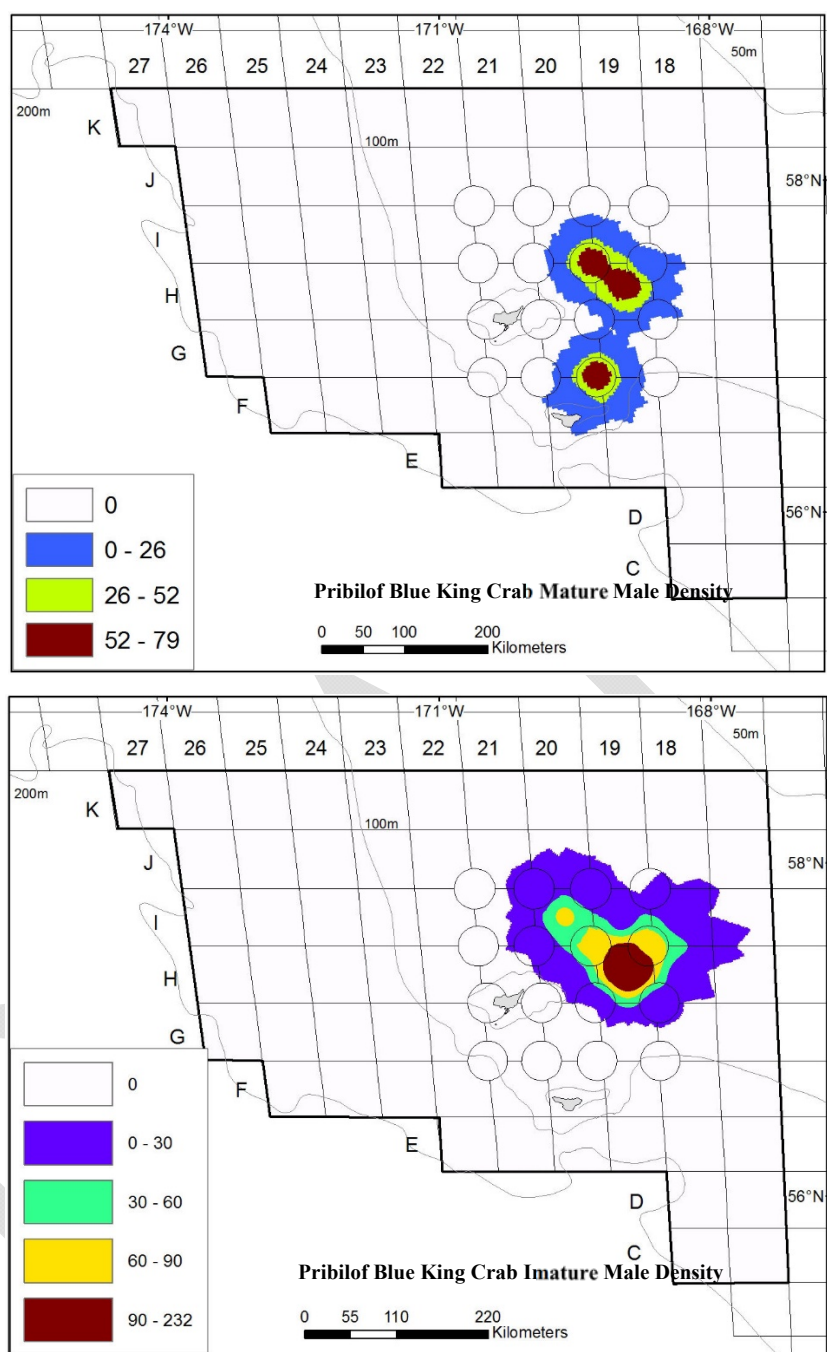 174°W 171°W 168°W
27 26 25 24 23 22 21 20 19 18 50m
200m
K 100m
J 58°N
I
H
G
F
E
0 D 56°N
0 - 26 C
26 - 52 Pribilof Blue King Crab Mature Male Density
52 - 79 0 50 100 200
Kilometers
174°W 171°W 168°W
27 26 25 24 23 22 21 20 19 18 50m
200m
K 100m
J 58°N
I
H
G
0 F
E
0 - 30
30 - 60 D 56°N
60 - 90 C
Pribilof Blue King Crab Imature Male Density
90 - 232 0 55 110 220
Kilometers